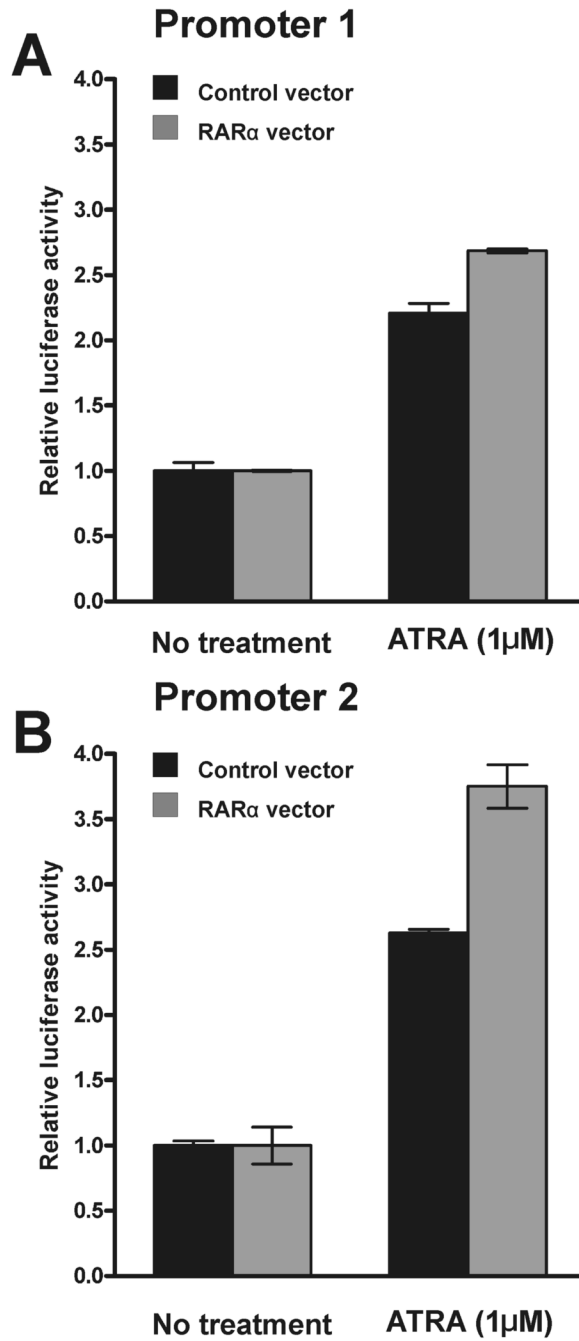 Promoter 1
A
Control vector
RARα vector
Relative luciferase activity
4.0
3.5
3.0
2.5
2.0
1.5
1.0
0.5
0.0
No treatment
ATRA (1µM)
Promoter 2
B
Control vector
RARα vector
Relative luciferase activity
4.0
3.5
3.0
2.5
2.0
1.5
1.0
0.5
0.0
No treatment
ATRA (1µM)